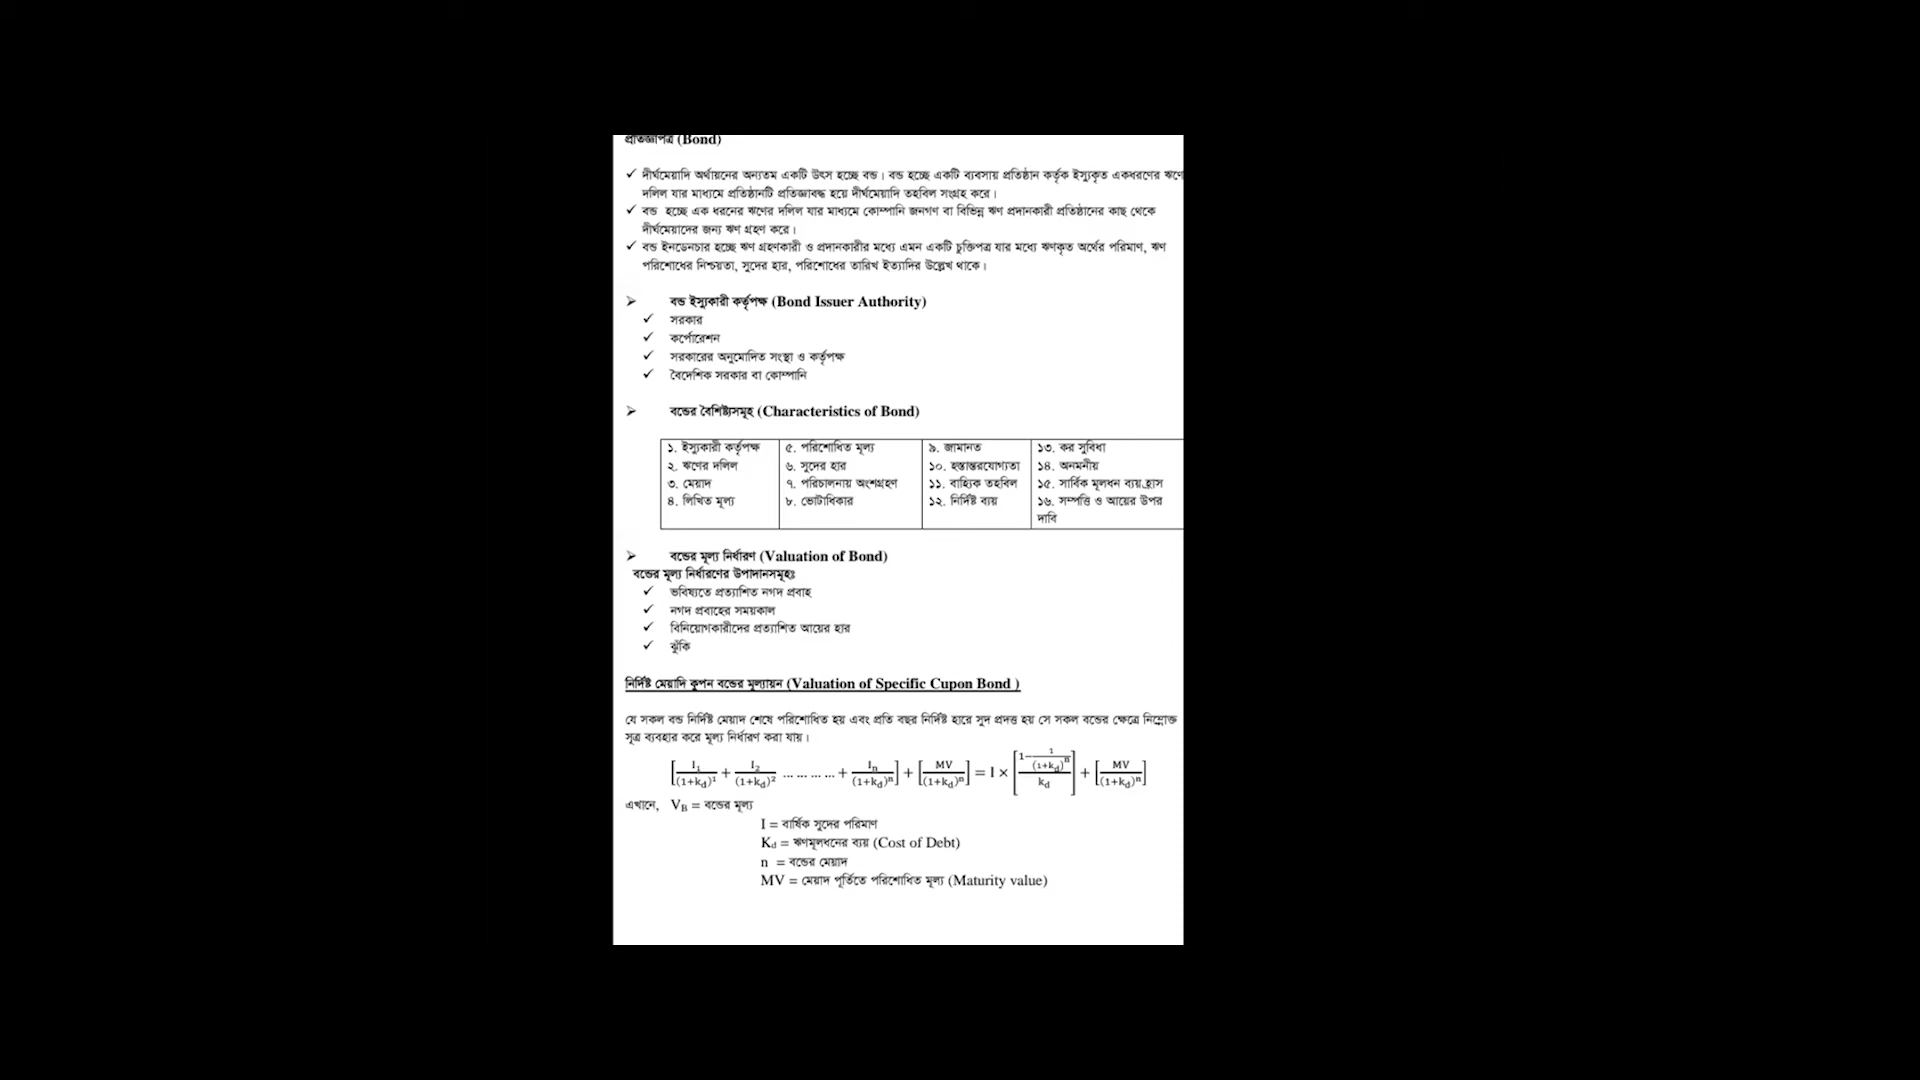 প্রতিজ্ঞাপত্র (Bond)
✓ দীর্ঘমেয়াদি অর্থায়নের অন্যতম একটি উৎস হচ্ছে বন্ড। বন্ড হচ্ছে একটি ব্যবসায় প্রতিষ্ঠান কর্তৃক ইস্যুকৃত একধরণের ঋণের
দলিল যার মাধ্যমে প্রতিষ্ঠানটি প্রতিজ্ঞাবদ্ধ হয়ে দীর্ঘমেয়াদি তহবিল সংগ্রহ করে।
✓ বন্ড হচ্ছে এক ধরনের ঋণের দলিল যার মাধ্যমে কোম্পানি জনগণ বা বিভিন্ন ঋণ প্রদানকারী প্রতিষ্ঠানের কাছ থেকে
দীর্ঘমেয়াদের জন্য ঋণ গ্রহণ করে।
✓ বন্ড ইনডেনচার হচ্ছে ঋণ গ্রহণকারী ও প্রদানকারীর মধ্যে এমন একটি চুক্তিপত্র যার মধ্যে ঋণকৃত অর্থের পরিমাণ, ঋণ
পরিশোধের নিশ্চয়তা, সুদের হার, পরিশোধের তারিখ ইত্যাদির উল্লেখ থাকে।
➢ বন্ড ইস্যুকারী কর্তৃপক্ষ (Bond Issuer Authority)
✓ সরকার
✓ কর্পোরেশন
✓ সরকারের অনুমোদিত সংস্থা ও কর্তৃপক্ষ
✓ বৈদেশিক সরকার বা কোম্পানি
➢ বন্ডের বৈশিষ্ট্যসমূহ (Characteristics of Bond)
১. ইস্যুকারী কর্তৃপক্ষ ৫. পরিশোধিত মূল্য ৯. জামানত ১৩. কর সুবিধা
২. ঋণের দলিল ৬. সুদের হার ১০. হস্তান্তরযোগ্যতা ১৪. অনমনীয়
৩. মেয়াদ ৭. পরিচালনায় অংশগ্রহণ ১১. বাহ্যিক তহবিল ১৫. সার্বিক মূলধন ব্যয় হ্রাস
৪. লিখিত মূল্য ৮. ভোটাধিকার ১২. নির্দিষ্ট ব্যয় ১৬. সম্পত্তি ও আয়ের উপর
দাবি
➢ বন্ডের মূল্য নির্ধারণ (Valuation of Bond)
বন্ডের মূল্য নির্ধারণের উপাদানসমূহঃ
✓ ভবিষ্যতে প্রত্যাশিত নগদ প্রবাহ
✓ নগদ প্রবাহের সময়কাল
✓ বিনিয়োগকারীদের প্রত্যাশিত আয়ের হার
✓ ঝুঁকি
নির্দিষ্ট মেয়াদি কুপন বন্ডের মূল্যায়ন (Valuation of Specific Cupon Bond )
যে সকল বন্ড নির্দিষ্ট মেয়াদ শেষে পরিশোধিত হয় এবং প্রতি বছর নির্দিষ্ট হারে সুদ প্রদত্ত হয় সে সকল বন্ডের ক্ষেত্রে নিম্নোক্ত
সূত্র ব্যবহার করে মূল্য নির্ধারণ করা যায়।
[I₁/(1+k_d)¹ + I₂/(1+k_d)² ... ... ... ... + Iₙ/(1+k_d)ⁿ] + [MV/(1+k_d)ⁿ] = I × [(1−1/(1+k_d)ⁿ)/k_d] + [MV/(1+k_d)ⁿ]
এখানে, V_B = বন্ডের মূল্য
I = বার্ষিক সুদের পরিমাণ
K_d = ঋণমূলধনের ব্যয় (Cost of Debt)
n = বন্ডের মেয়াদ
MV = মেয়াদ পূর্তিতে পরিশোধিত মূল্য (Maturity value)